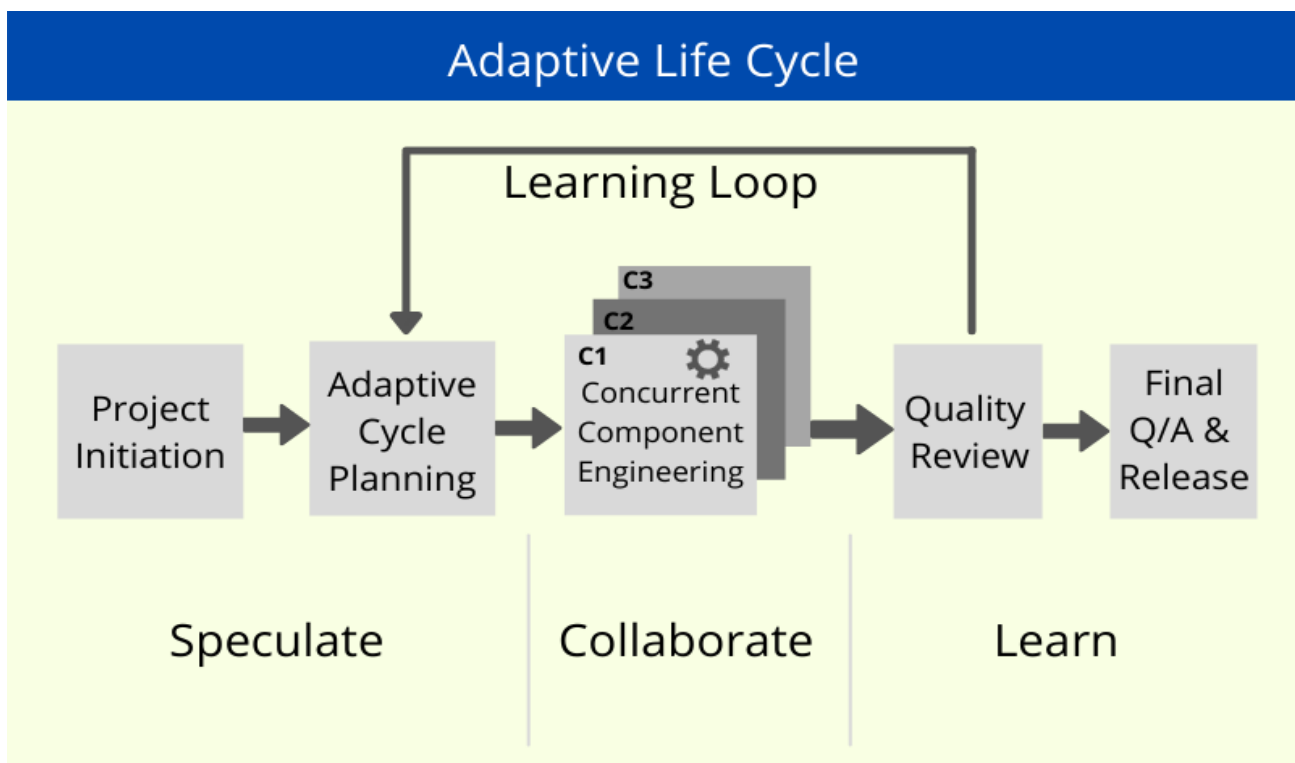 Adaptive Life Cycle
Learning Loop
Project
Initiation
Adaptive
Cycle
Planning
C3
C2
C1
Concurrent
Component
Engineering
Quality
Review
Final
Q/A &
Release
Speculate
Collaborate
Learn